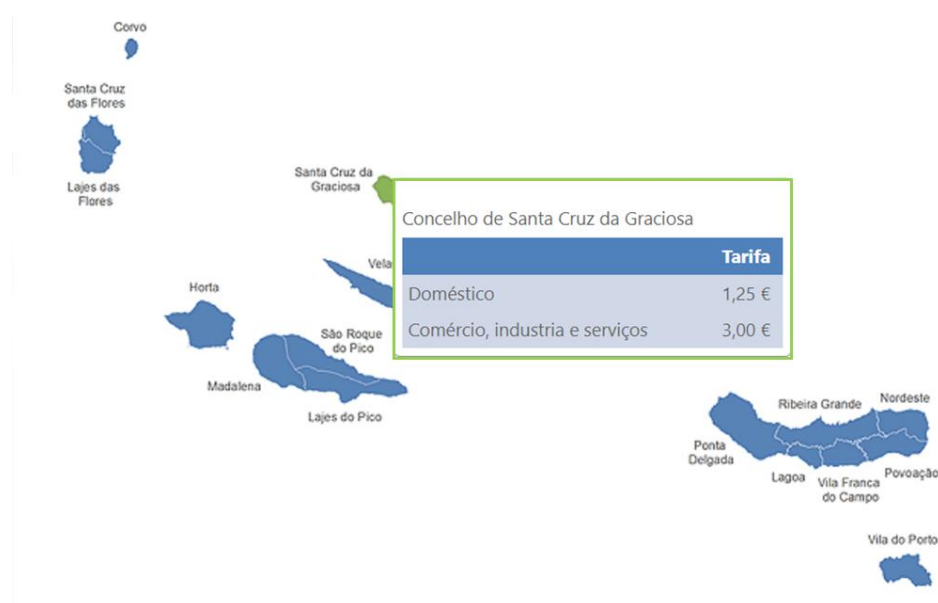 Corvo
Santa Cruz
das Flores
Lajes das
Flores
Santa Cruz da
Graciosa
Concelho de Santa Cruz da Graciosa
Tarifa
Doméstico 1,25 €
Comércio, industria e serviços 3,00 €
Vela
Horta
São Roque
do Pico
Madalena
Lajes do Pico
Ribeira Grande
Nordeste
Ponta
Delgada
Lagoa
Vila Franca
do Campo
Povoação
Vila do Porto